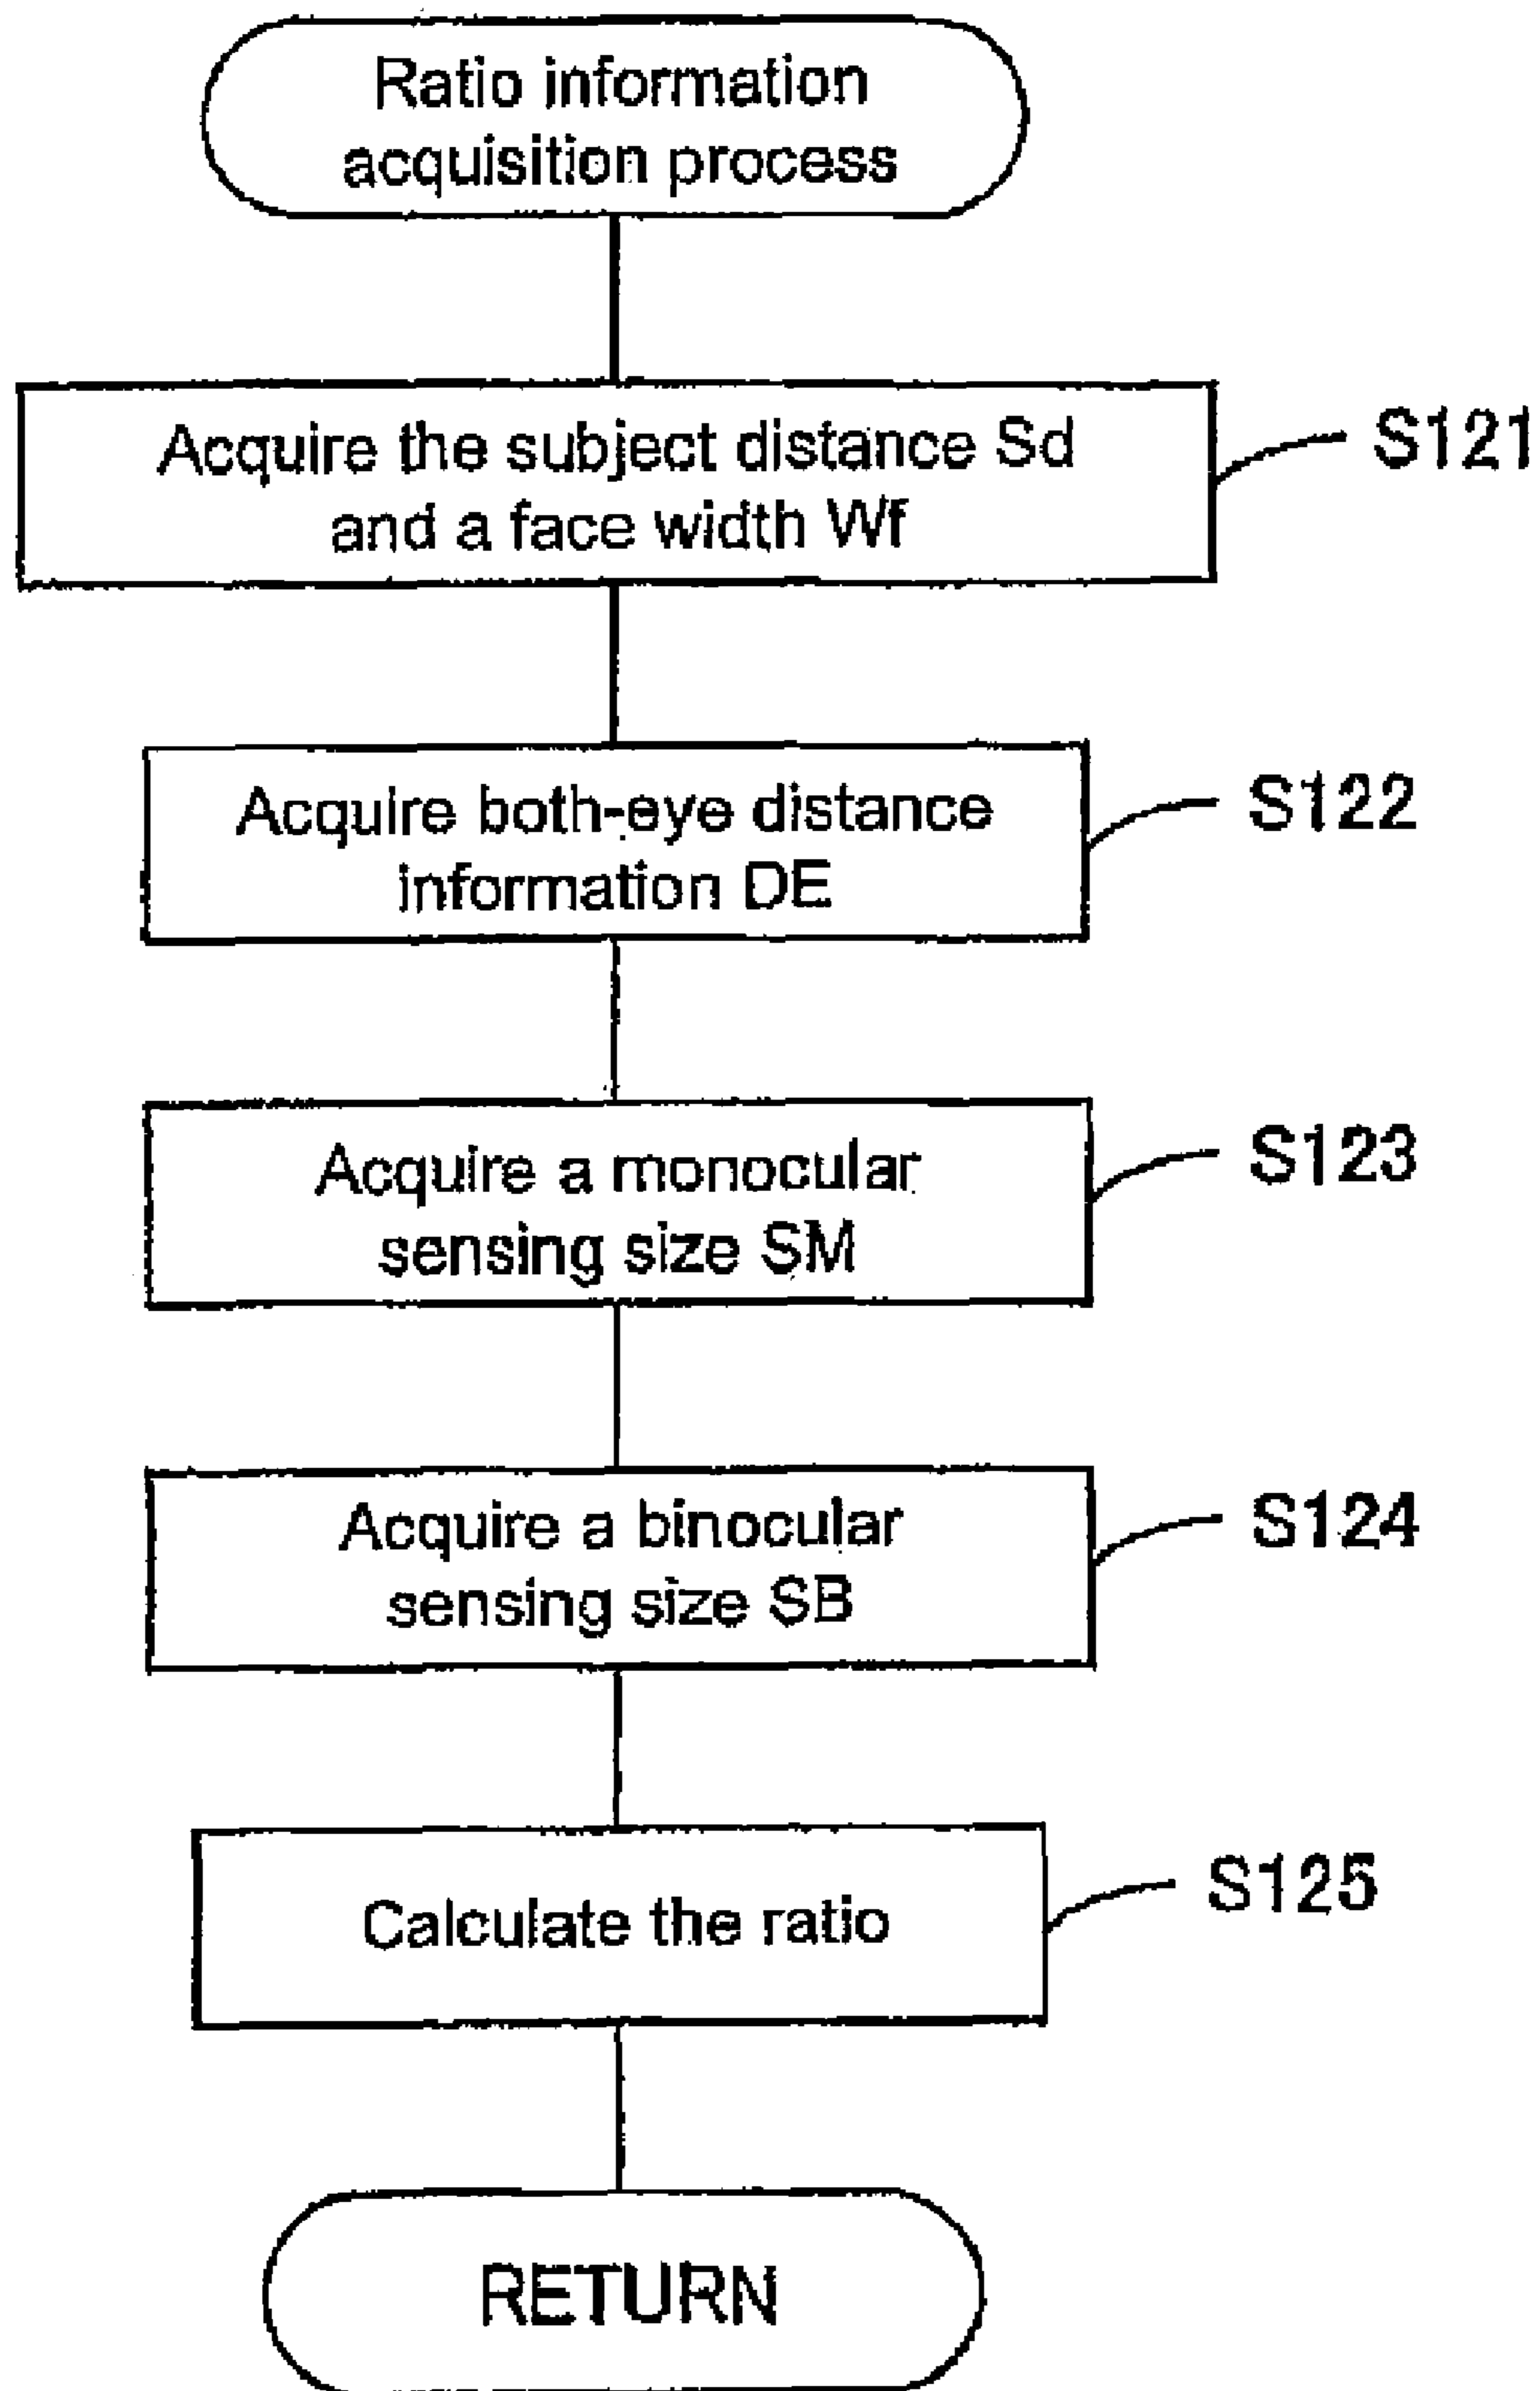 Ratio information
acquisition process
Acquire the subject distance Sd
and a face width Wf
S121
Acquire both-eye distance
information DE
S122
Acquire a monocular
sensing size SM
S123
Acquire a binocular
sensing size SB
S124
Calculate the ratio
S125
RETURN